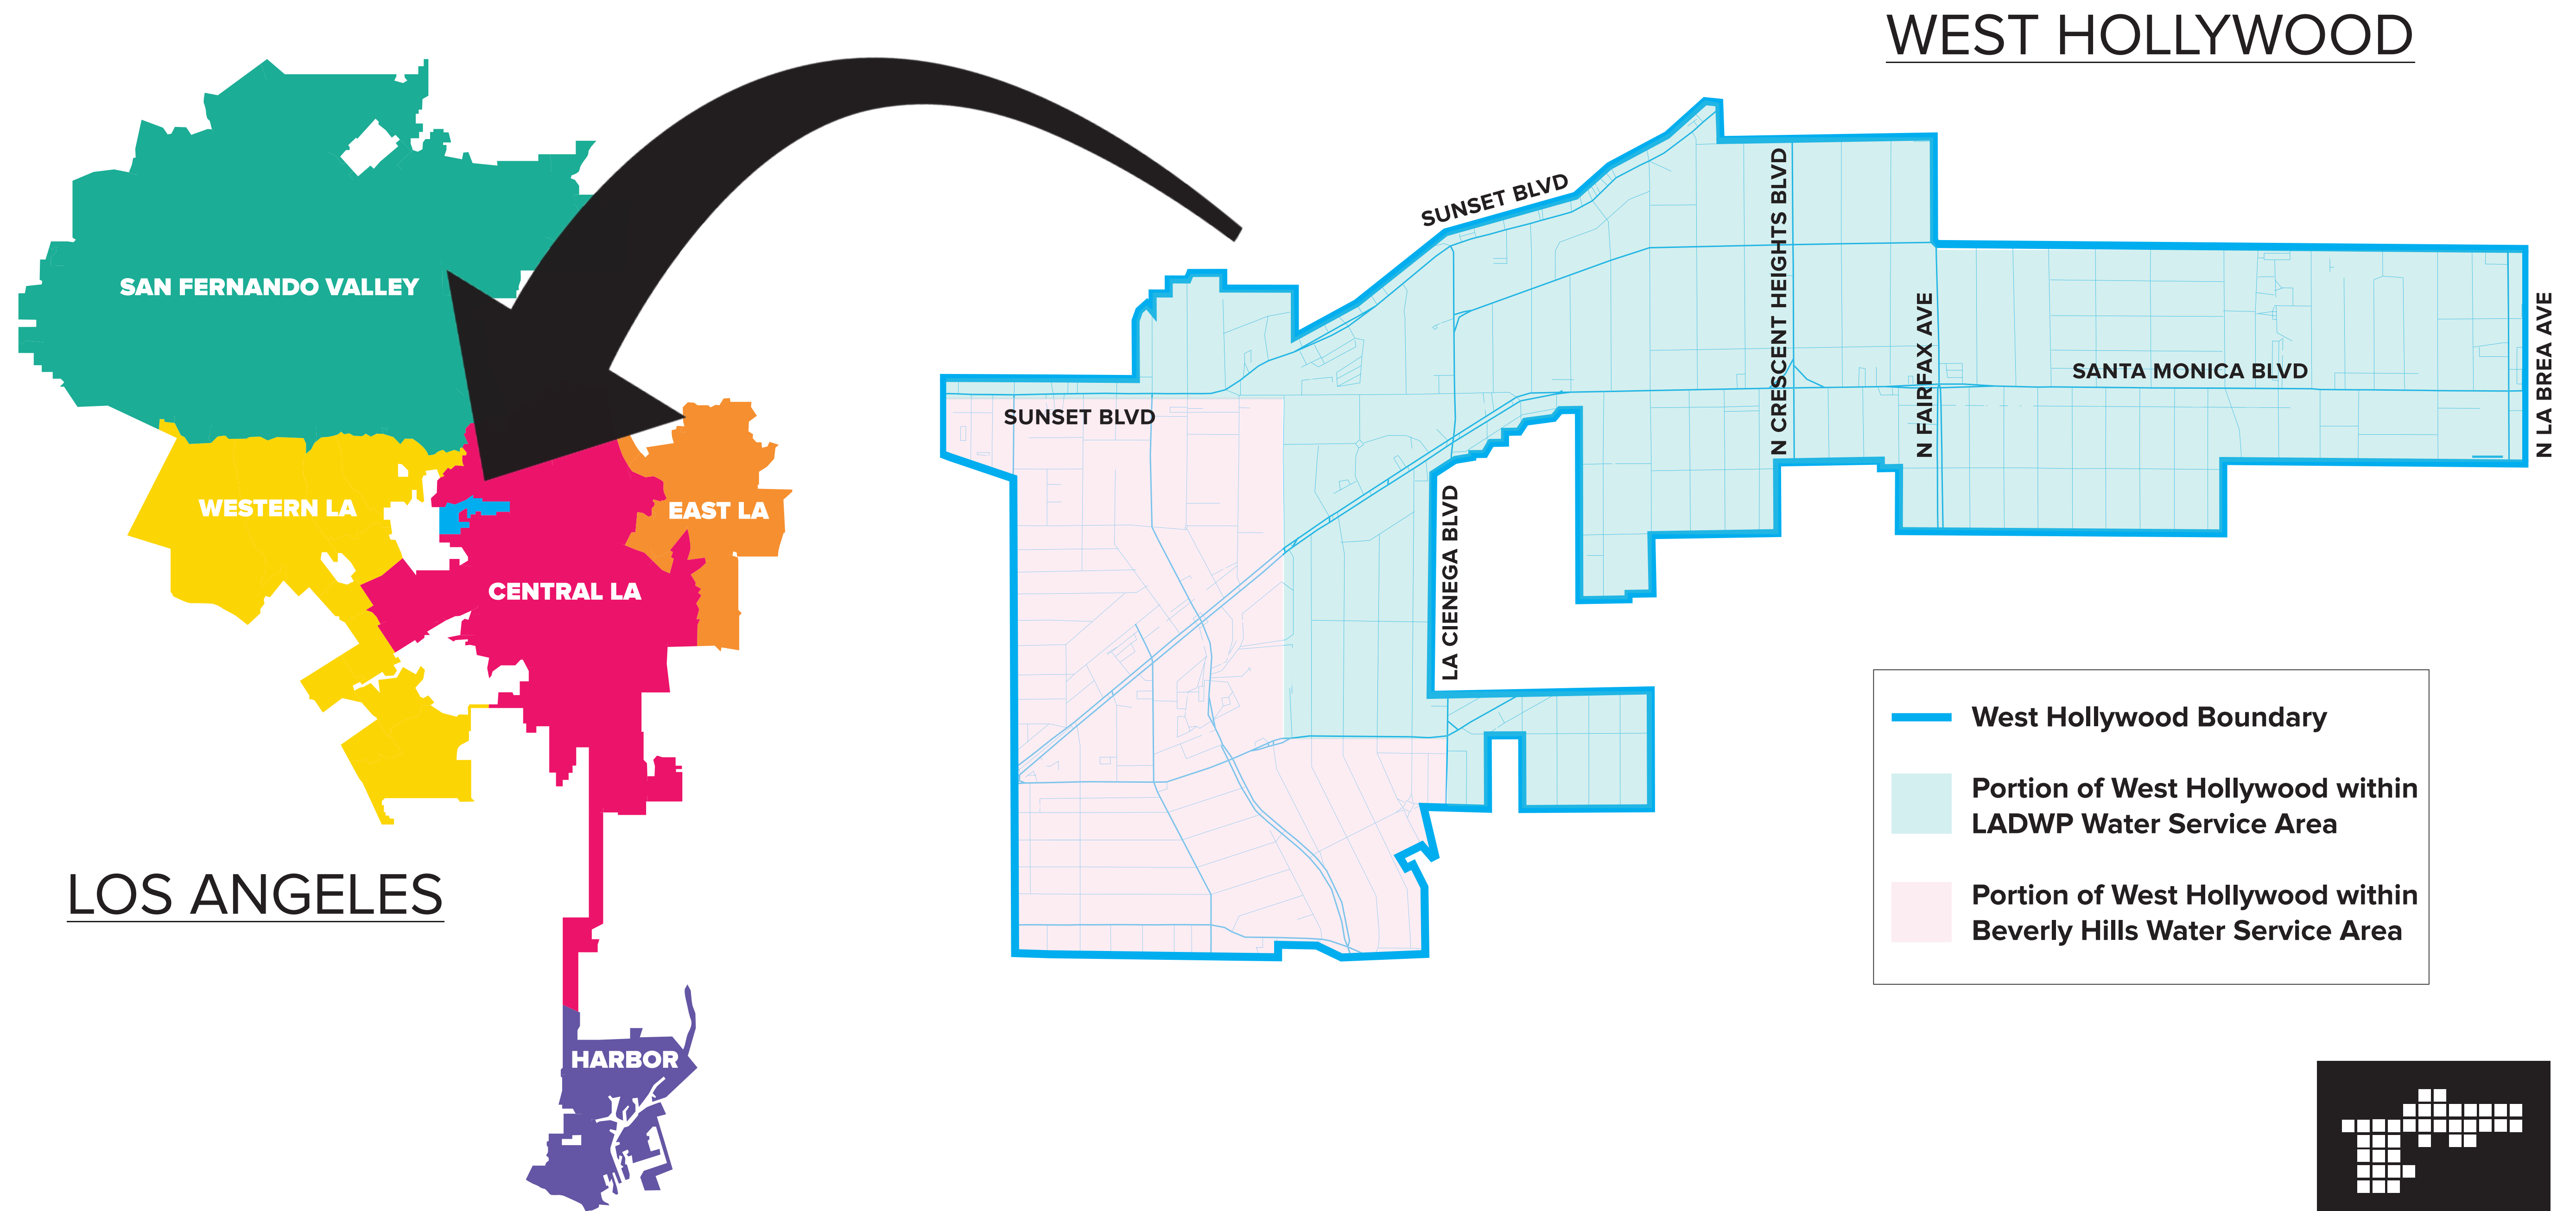 WEST HOLLYWOOD
SUNSET BLVD
N CRESCENT HEIGHTS BLVD
SAN FERNANDO VALLEY
N FAIRFAX AVE
N LA BREA AVE
SANTA MONICA BLVD
SUNSET BLVD
WESTERN LA
EAST LA
LA CIENEGA BLVD
CENTRAL LA
West Hollywood Boundary
Portion of West Hollywood within
LADWP Water Service Area
LOS ANGELES
Portion of West Hollywood within
Beverly Hills Water Service Area
HARBOR